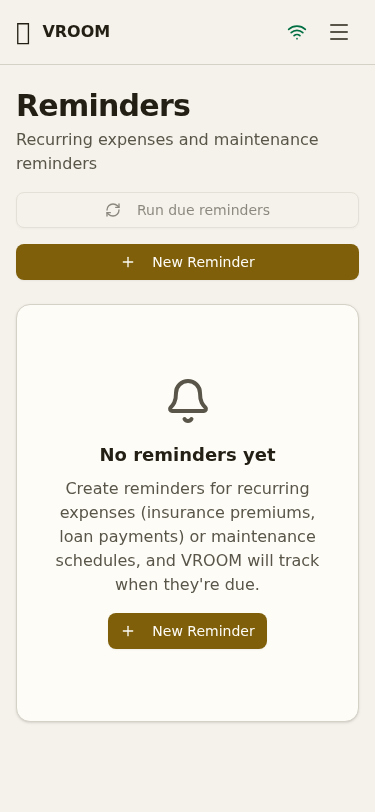 VROOM
Reminders
Recurring expenses and maintenance
reminders
Run due reminders
New Reminder
No reminders yet
Create reminders for recurring
expenses (insurance premiums,
loan payments) or maintenance
schedules, and VROOM will track
when they're due.
New Reminder